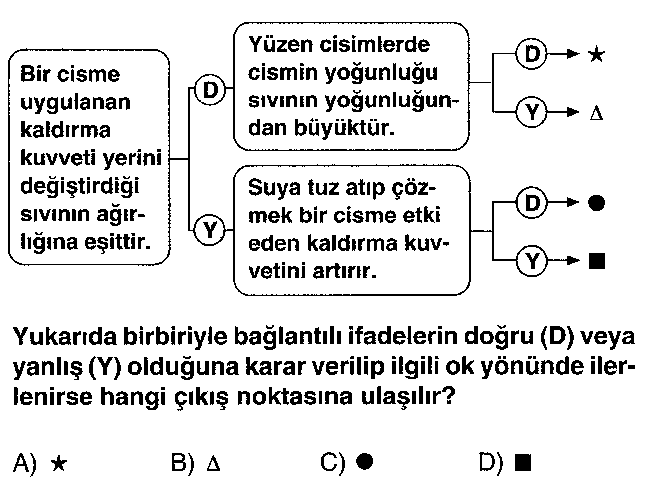 Bir cisme
uygulanan
kaldırma
kuvveti yerini
değiştirdiği
sıvının ağır-
lığına eşittir.
D
Yüzen cisimlerde
cismin yoğunluğu
sıvının yoğunluğun-
dan büyüktür.
D ★
Y Δ
Y
Suya tuz atıp çöz-
mek bir cisme etki
eden kaldırma kuv-
vetini artırır.
D ●
Y ■
Yukarıda birbiriyle bağlantılı ifadelerin doğru (D) veya
yanlış (Y) olduğuna karar verilip ilgili ok yönünde iler-
lenirse hangi çıkış noktasına ulaşılır?
A) ★ B) Δ C) ● D) ■